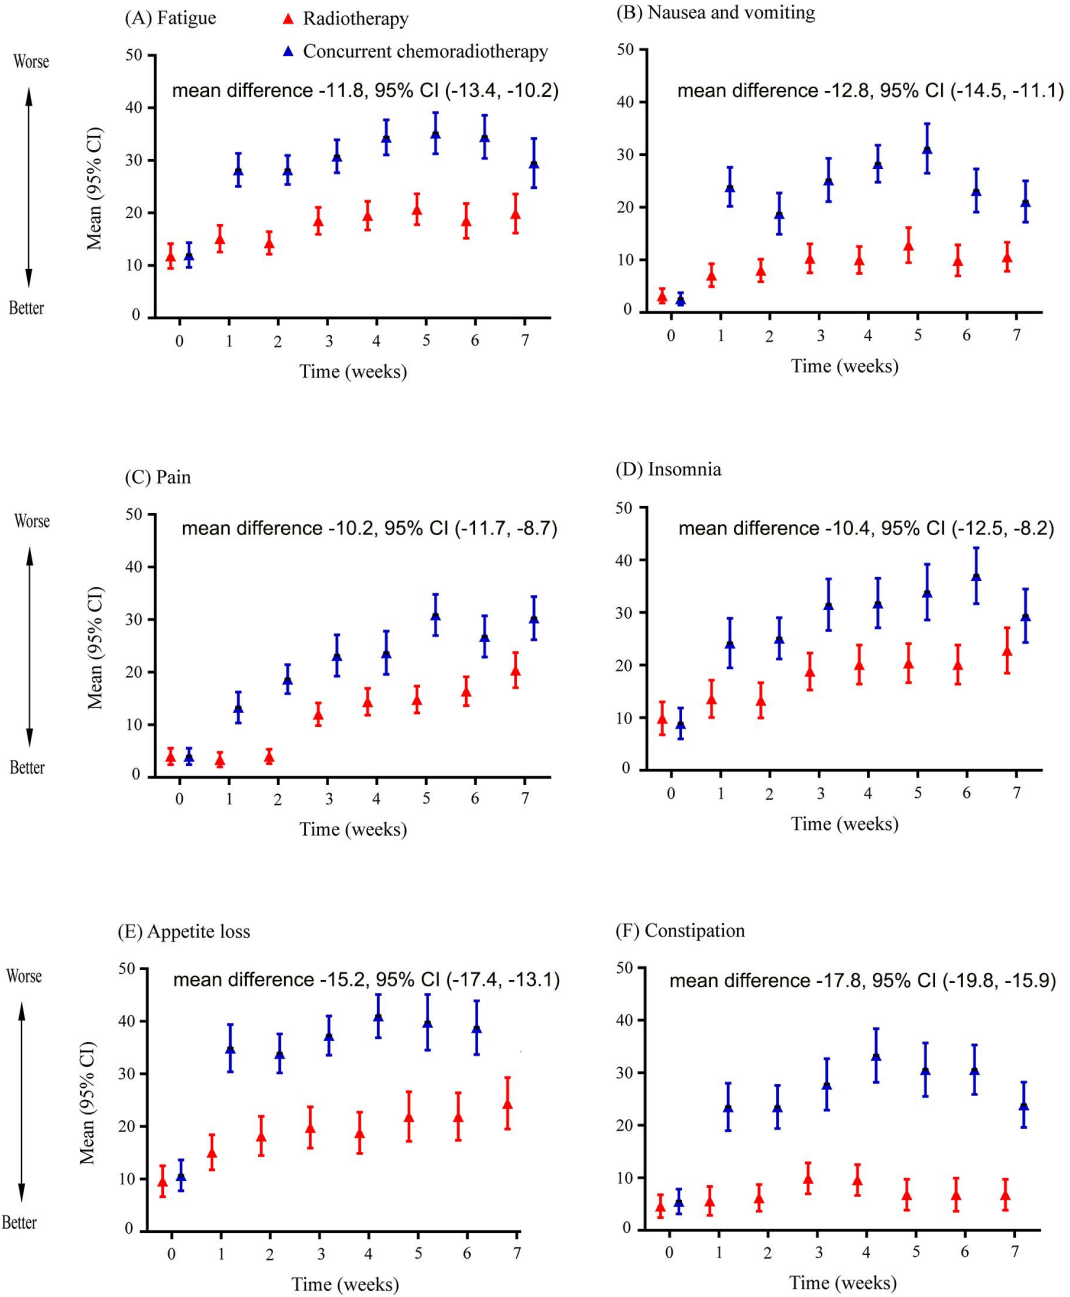 (A) Fatigue
Radiotherapy
Concurrent chemoradiotherapy
Worse
Better
Mean (95% CI)
50
40
30
20
10
0
mean difference -11.8, 95% CI (-13.4, -10.2)
0 1 2 3 4 5 6 7
Time (weeks)
(B) Nausea and vomiting
50
40
30
20
10
0
mean difference -12.8, 95% CI (-14.5, -11.1)
0 1 2 3 4 5 6 7
Time (weeks)
(C) Pain
Worse
Better
Mean (95% CI)
50
40
30
20
10
0
mean difference -10.2, 95% CI (-11.7, -8.7)
0 1 2 3 4 5 6 7
Time (weeks)
(D) Insomnia
50
40
30
20
10
0
mean difference -10.4, 95% CI (-12.5, -8.2)
0 1 2 3 4 5 6 7
Time (weeks)
(E) Appetite loss
Worse
Better
Mean (95% CI)
50
40
30
20
10
0
mean difference -15.2, 95% CI (-17.4, -13.1)
0 1 2 3 4 5 6 7
Time (weeks)
(F) Constipation
50
40
30
20
10
0
mean difference -17.8, 95% CI (-19.8, -15.9)
0 1 2 3 4 5 6 7
Time (weeks)